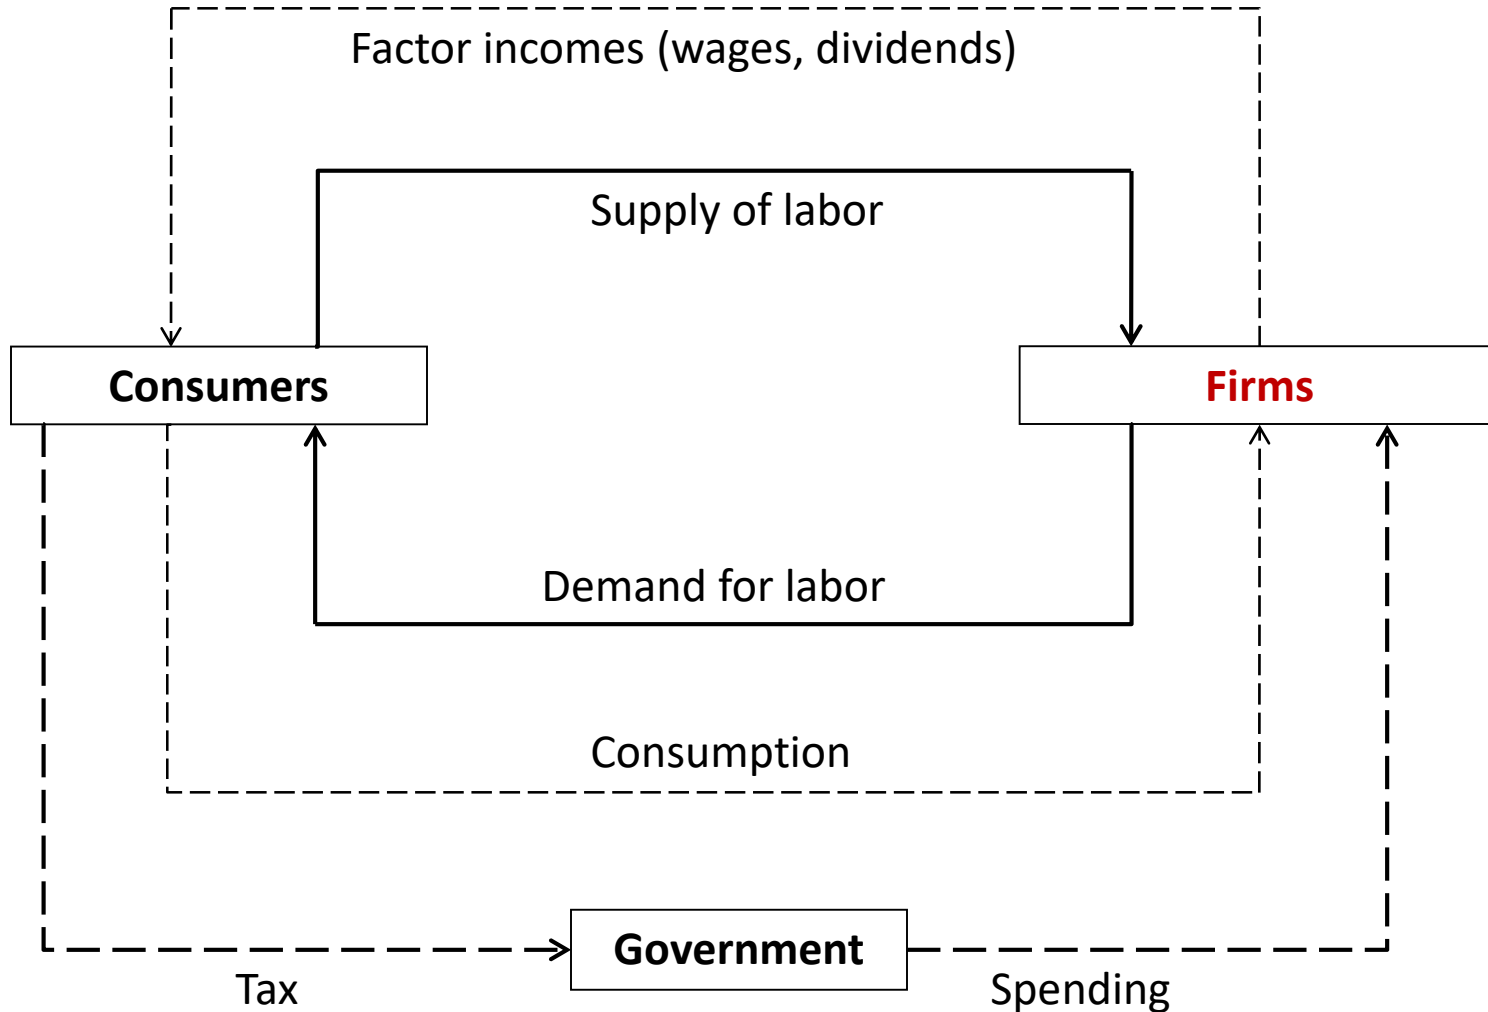 Factor incomes (wages, dividends)
Supply of labor
Consumers
Firms
Demand for labor
Consumption
Government
Tax
Spending